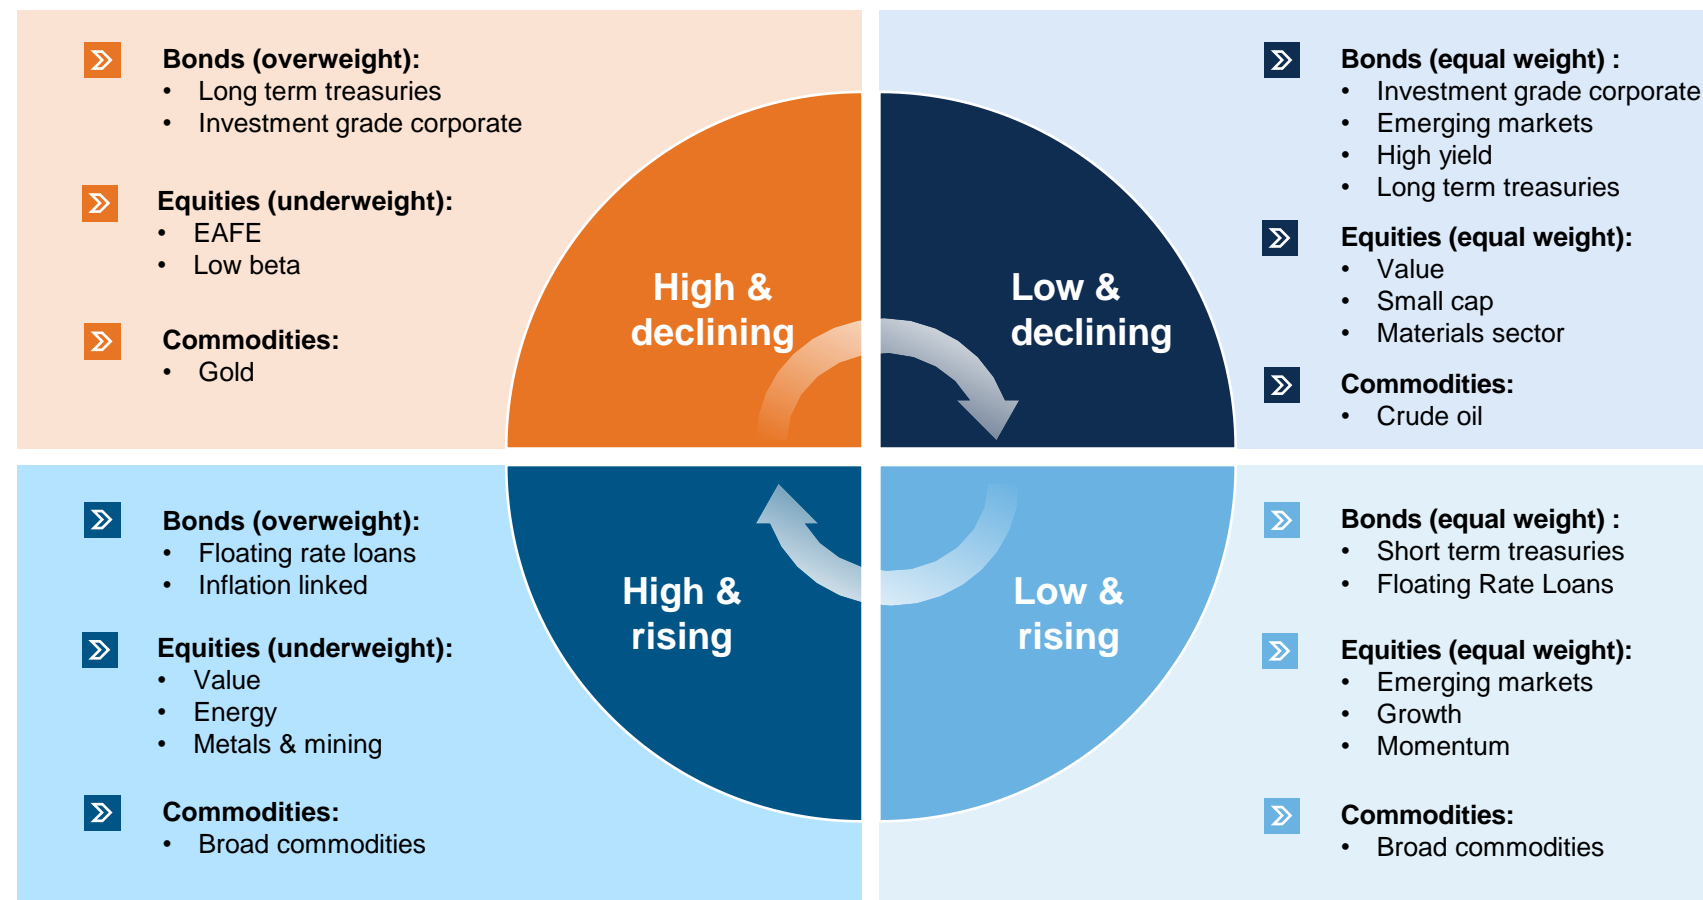 Bonds (overweight):
• Long term treasuries
• Investment grade corporate
Equities (underweight):
• EAFE
• Low beta
Commodities:
• Gold
High &
declining
Bonds (equal weight) :
• Investment grade corporate
• Emerging markets
• High yield
• Long term treasuries
Equities (equal weight):
• Value
• Small cap
• Materials sector
Commodities:
• Crude oil
Low &
declining
Bonds (overweight):
• Floating rate loans
• Inflation linked
Equities (underweight):
• Value
• Energy
• Metals & mining
Commodities:
• Broad commodities
High &
rising
Bonds (equal weight) :
• Short term treasuries
• Floating Rate Loans
Equities (equal weight):
• Emerging markets
• Growth
• Momentum
Commodities:
• Broad commodities
Low &
rising